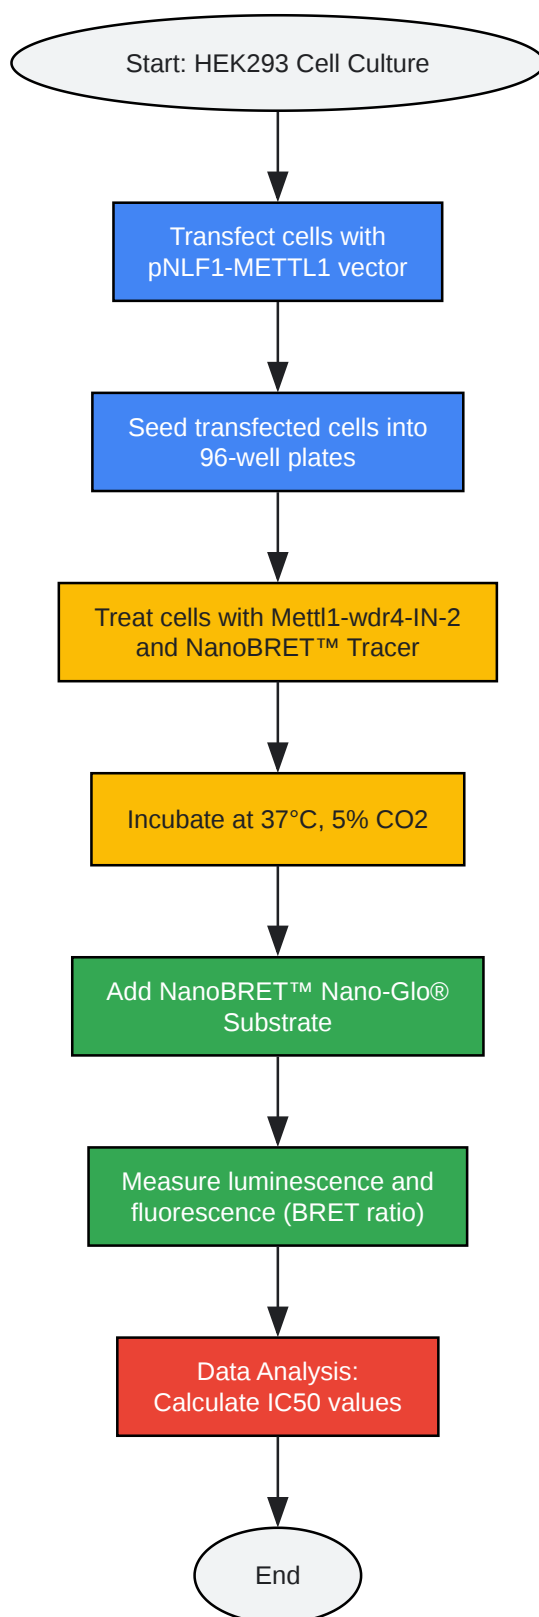 Start: HEK293 Cell Culture
Transfect cells with
pNLF1-METTL1 vector
Seed transfected cells into
96-well plates
Treat cells with Mettl1-wdr4-IN-2
and NanoBRET™ Tracer
Incubate at 37°C, 5% CO2
Add NanoBRET™ Nano-Glo®
Substrate
Measure luminescence and
fluorescence (BRET ratio)
Data Analysis:
Calculate IC50 values
End